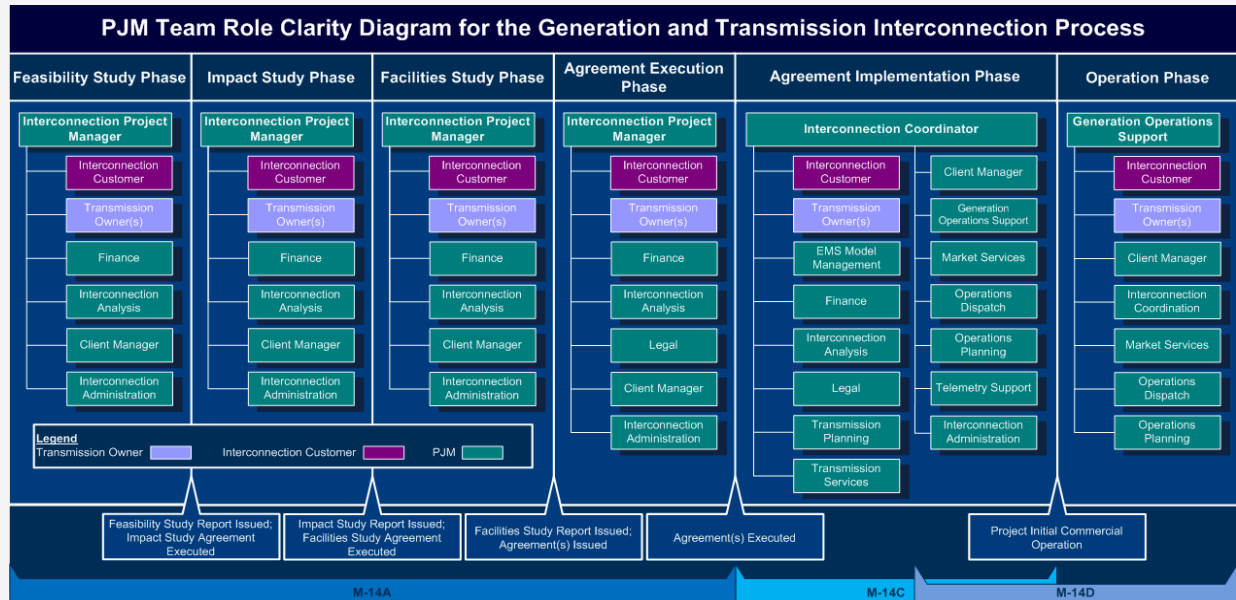 PJM Team Role Clarity Diagram for the Generation and Transmission Interconnection Process
Feasibility Study Phase
Impact Study Phase
Facilities Study Phase
Agreement Execution
Phase
Agreement Implementation Phase
Operation Phase
Interconnection Project
Manager
Interconnection
Customer
Transmission
Owner(s)
Finance
Interconnection
Analysis
Client Manager
Interconnection
Administration
Interconnection Project
Manager
Interconnection
Customer
Transmission
Owner(s)
Finance
Interconnection
Analysis
Client Manager
Interconnection
Administration
Interconnection Project
Manager
Interconnection
Customer
Transmission
Owner(s)
Finance
Interconnection
Analysis
Client Manager
Interconnection
Administration
Interconnection Project
Manager
Interconnection
Customer
Transmission
Owner(s)
Finance
Interconnection
Analysis
Legal
Client Manager
Interconnection
Administration
Interconnection Coordinator
Interconnection
Customer
Transmission
Owner(s)
EMS Model
Management
Finance
Interconnection
Analysis
Legal
Transmission
Planning
Transmission
Services
Client Manager
Generation
Operations Support
Market Services
Operations
Dispatch
Operations
Planning
Telemetry Support
Interconnection
Administration
Generation Operations
Support
Interconnection
Customer
Transmission
Owner(s)
Client Manager
Interconnection
Coordination
Market Services
Operations
Dispatch
Operations
Planning
Legend
Transmission Owner
Interconnection Customer
PJM
Feasibility Study Report Issued;
Impact Study Agreement
Executed
Impact Study Report Issued;
Facilities Study Agreement
Executed
Facilities Study Report Issued;
Agreement(s) Issued
Agreement(s) Executed
Project Initial Commercial
Operation
M-14A
M-14C
M-14D